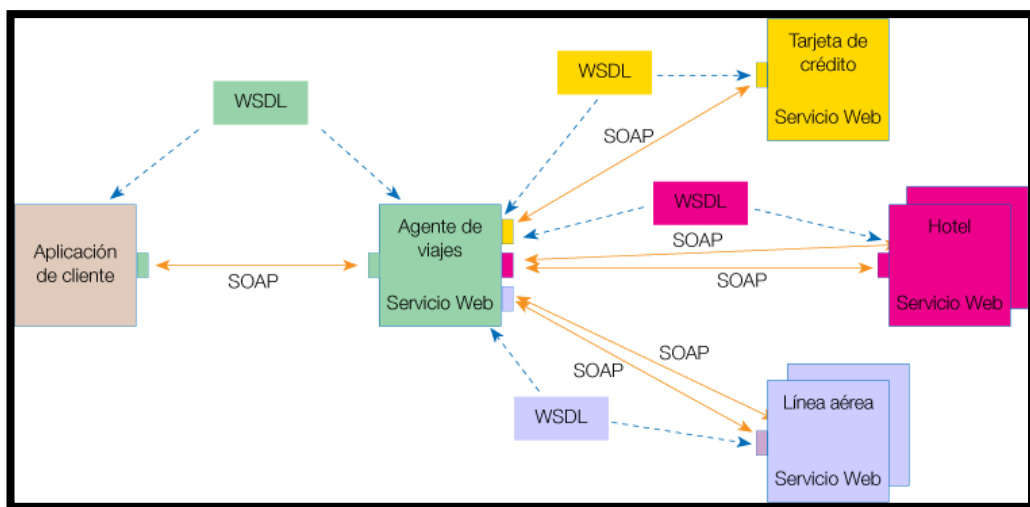 Tarjeta de
crédito
Servicio Web
WSDL
WSDL
SOAP
WSDL
Hotel
Servicio Web
SOAP
SOAP
Aplicación
de cliente
SOAP
Agente de
viajes
Servicio Web
SOAP
SOAP
WSDL
Línea aérea
Servicio Web